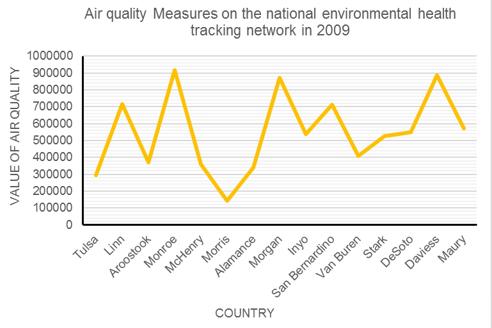 Air quality Measures on the national environmental health
tracking network in 2009
VALUE OF AIR QUALITY
1000000
900000
800000
700000
600000
500000
400000
300000
200000
100000
0
Tulsa
Linn
Aroostook
Monroe
McHenry
Morris
Alamance
Morgan
Inyo
San Bernardino
Van Buren
Stark
DeSoto
Daviess
Maury
COUNTRY